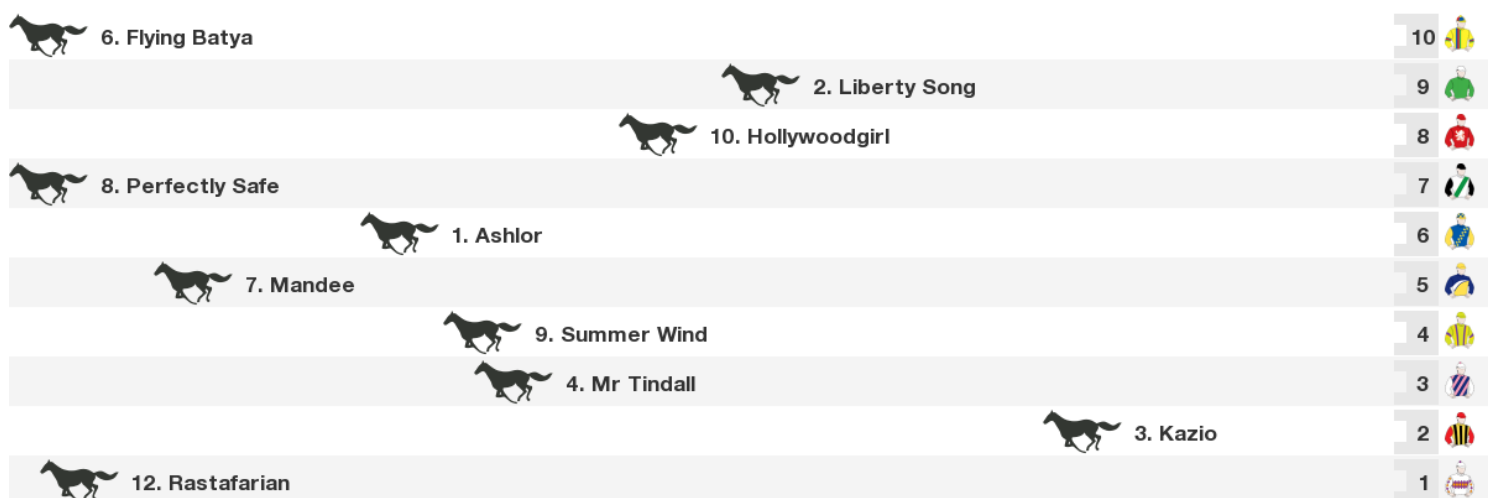 6. Flying Batya 10
2. Liberty Song 9
10. Hollywoodgirl 8
8. Perfectly Safe 7
1. Ashlor 6
7. Mandee 5
9. Summer Wind 4
4. Mr Tindall 3
3. Kazio 2
12. Rastafarian 1